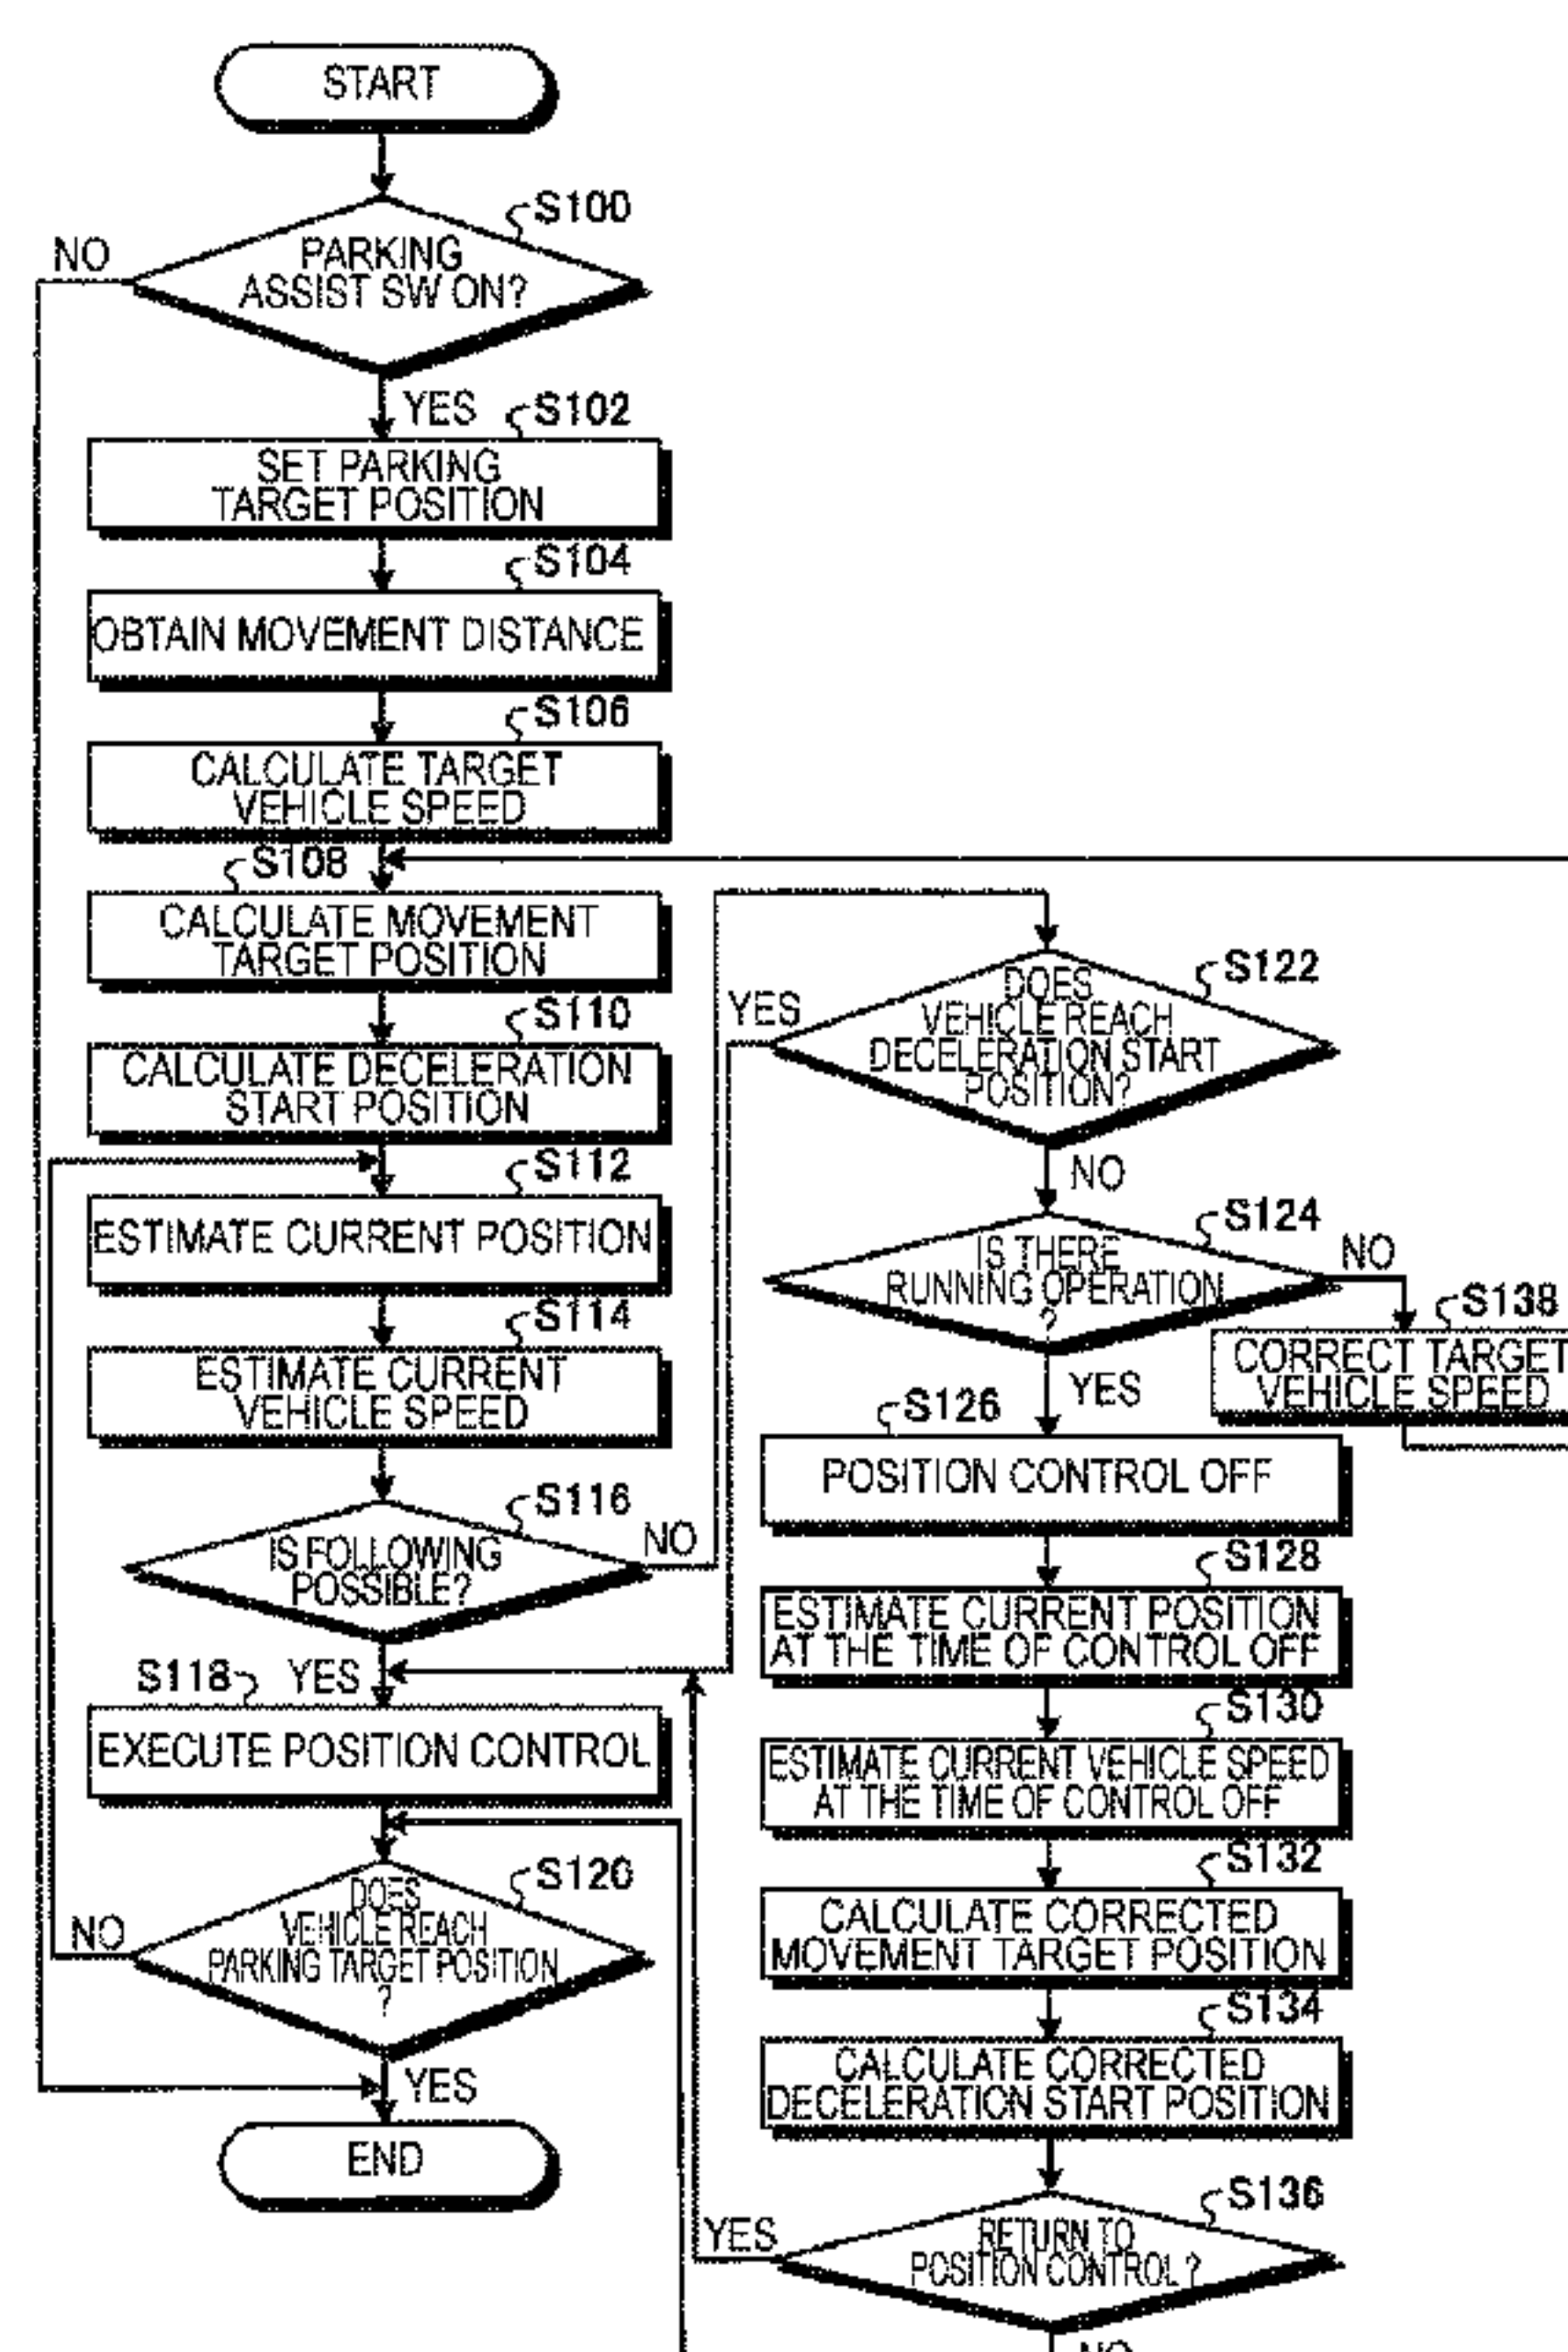 START
S100
NO
PARKING
ASSIST SW ON?
YES
S102
SET PARKING
TARGET POSITION
S104
OBTAIN MOVEMENT DISTANCE
S106
CALCULATE TARGET
VEHICLE SPEED
S108
CALCULATE MOVEMENT
TARGET POSITION
S110
CALCULATE DECELERATION
START POSITION
S112
ESTIMATE CURRENT POSITION
S114
ESTIMATE CURRENT
VEHICLE SPEED
S116
IS FOLLOWING
POSSIBLE?
NO
S118
YES
EXECUTE POSITION CONTROL
S120
DOES
VEHICLE REACH
PARKING TARGET POSITION
?
NO
YES
END
S122
YES
DOES
VEHICLE REACH
DECELERATION START
POSITION?
NO
S124
IS THERE
RUNNING OPERATION
?
NO
S138
CORRECT TARGET
VEHICLE SPEED
YES
S126
POSITION CONTROL OFF
S128
ESTIMATE CURRENT POSITION
AT THE TIME OF CONTROL OFF
S130
ESTIMATE CURRENT VEHICLE SPEED
AT THE TIME OF CONTROL OFF
S132
CALCULATE CORRECTED
MOVEMENT TARGET POSITION
S134
CALCULATE CORRECTED
DECELERATION START POSITION
S136
YES
RETURN TO
POSITION CONTROL?
NO